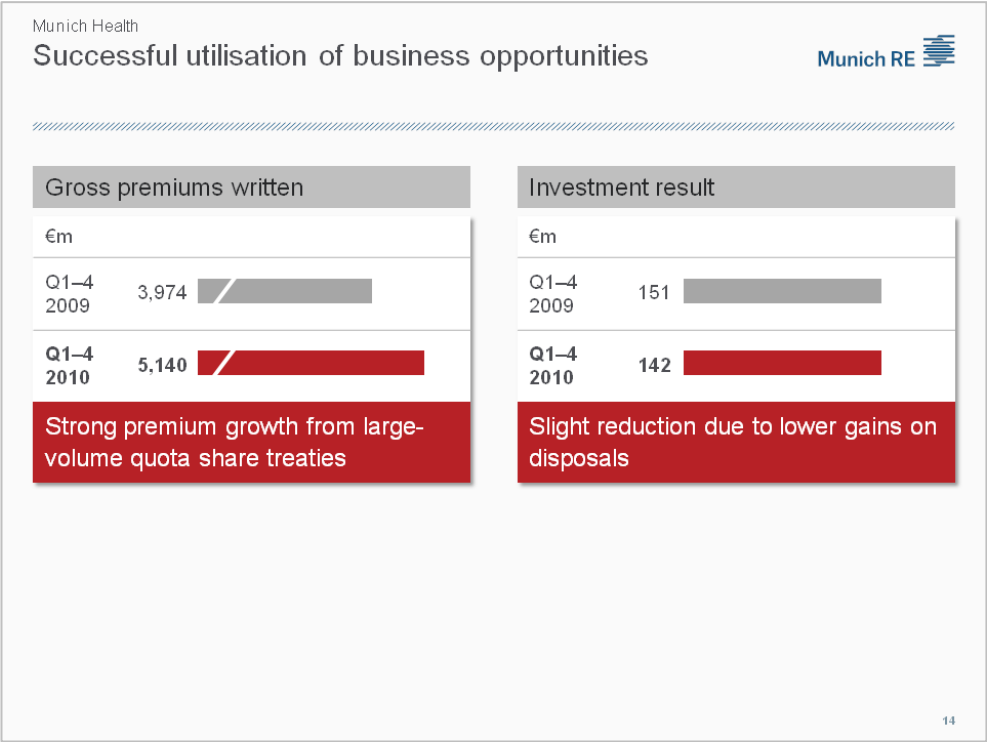 Munich Health
Successful utilisation of business opportunities
Munich RE
Gross premiums written
€m
Q1–4
2009
3,974
Q1–4
2010
5,140
Strong premium growth from large-
volume quota share treaties
Investment result
€m
Q1–4
2009
151
Q1–4
2010
142
Slight reduction due to lower gains on
disposals
14